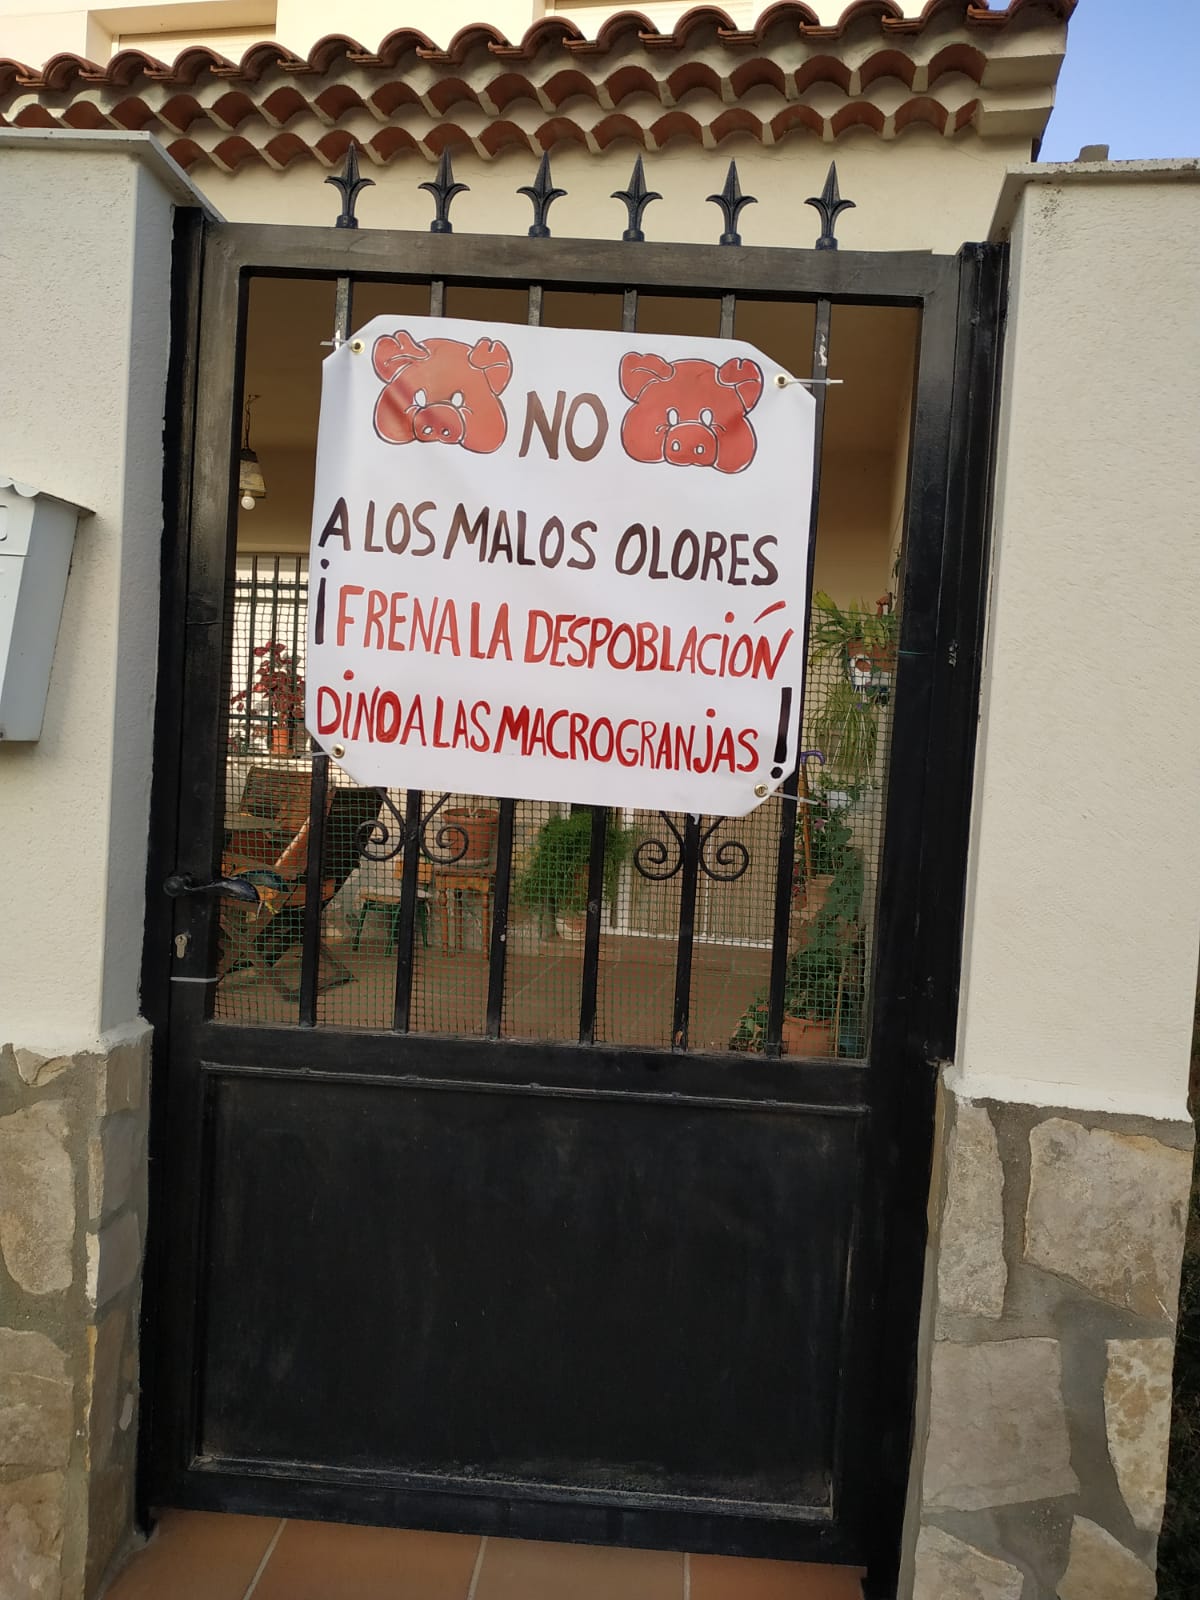 NO
A LOS MALOS OLORES
¡FRENA LA DESPOBLACIÓN
DI NO A LAS MACROGRANJAS!